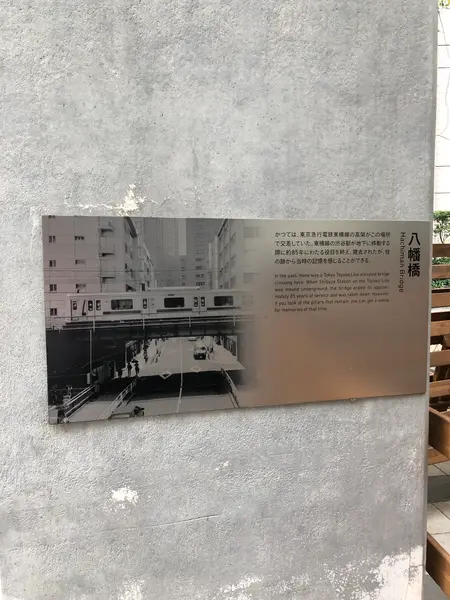 八幡橋
Hachiman Bridge
かつては、東京急行電鉄東横線の高架がこの場所
で交差していた。東横線の渋谷駅が地下に移動する
際に約85年にわたる役目を終え、撤去されたが、柱
の跡から当時の記憶を感じることができる。
In the past, there was a Tokyu Toyoko Line elevated bridge
crossing here. When Shibuya Station on the Toyoko Line
was moved underground, the bridge ended its approxi-
mately 85 years of service and was taken down. However,
if you look at the pillars that remain, you can get a sense
for memories of that time.